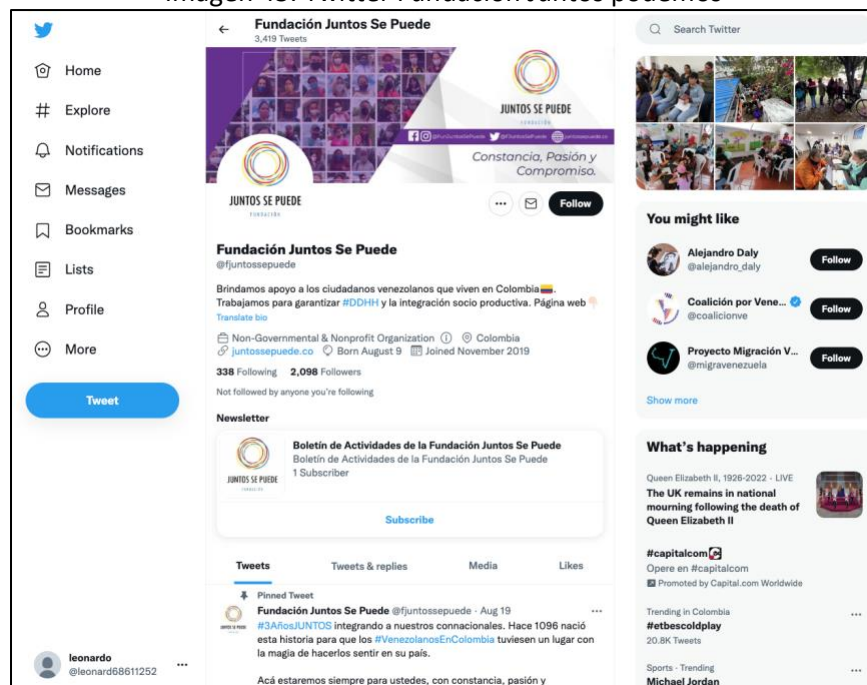 Fundación Juntos Se Puede
3,419 Tweets
Home
Explore
Notifications
Messages
Bookmarks
Lists
Profile
More
Tweet
leonardo
@leonard68611252
JUNTOS SE PUEDE
FUNDACIÓN
Constancia, Pasión y
Compromiso.
JUNTOS SE PUEDE
FUNDACIÓN
Follow
Fundación Juntos Se Puede
@fjuntossepuede
Brindamos apoyo a los ciudadanos venezolanos que viven en Colombia🇨🇴.
Trabajamos para garantizar #DDHH y la integración socio productiva. Página web👇🏻
Translate bio
Non-Governmental & Nonprofit Organization Colombia
juntossepuede.co Born August 9 Joined November 2019
338 Following 2,098 Followers
Not followed by anyone you're following
Newsletter
JUNTOS SE PUEDE
Boletín de Actividades de la Fundación Juntos Se Puede
Boletín de Actividades de la Fundación Juntos Se Puede
1 Subscriber
Subscribe
Tweets Tweets & replies Media Likes
Pinned Tweet
Fundación Juntos Se Puede @fjuntossepuede · Aug 19
#3AñosJUNTOS integrando a nuestros connacionales. Hace 1096 nació
esta historia para que los #VenezolanosEnColombia tuviesen un lugar con
la magia de hacerlos sentir en su país.
Acá estaremos siempre para ustedes, con constancia, pasión y
Search Twitter
You might like
Alejandro Daly
@alejandro_daly
Follow
Coalición por Vene...
@coalicionve
Follow
Proyecto Migración V...
@migravenezuela
Follow
Show more
What's happening
Queen Elizabeth II, 1926-2022 · LIVE
The UK remains in national
mourning following the death of
Queen Elizabeth II
#capitalcom
Opere en #capitalcom
Promoted by Capital.com Worldwide
Trending in Colombia
#etbescoldplay
20.8K Tweets
Sports · Trending
Michael Jordan